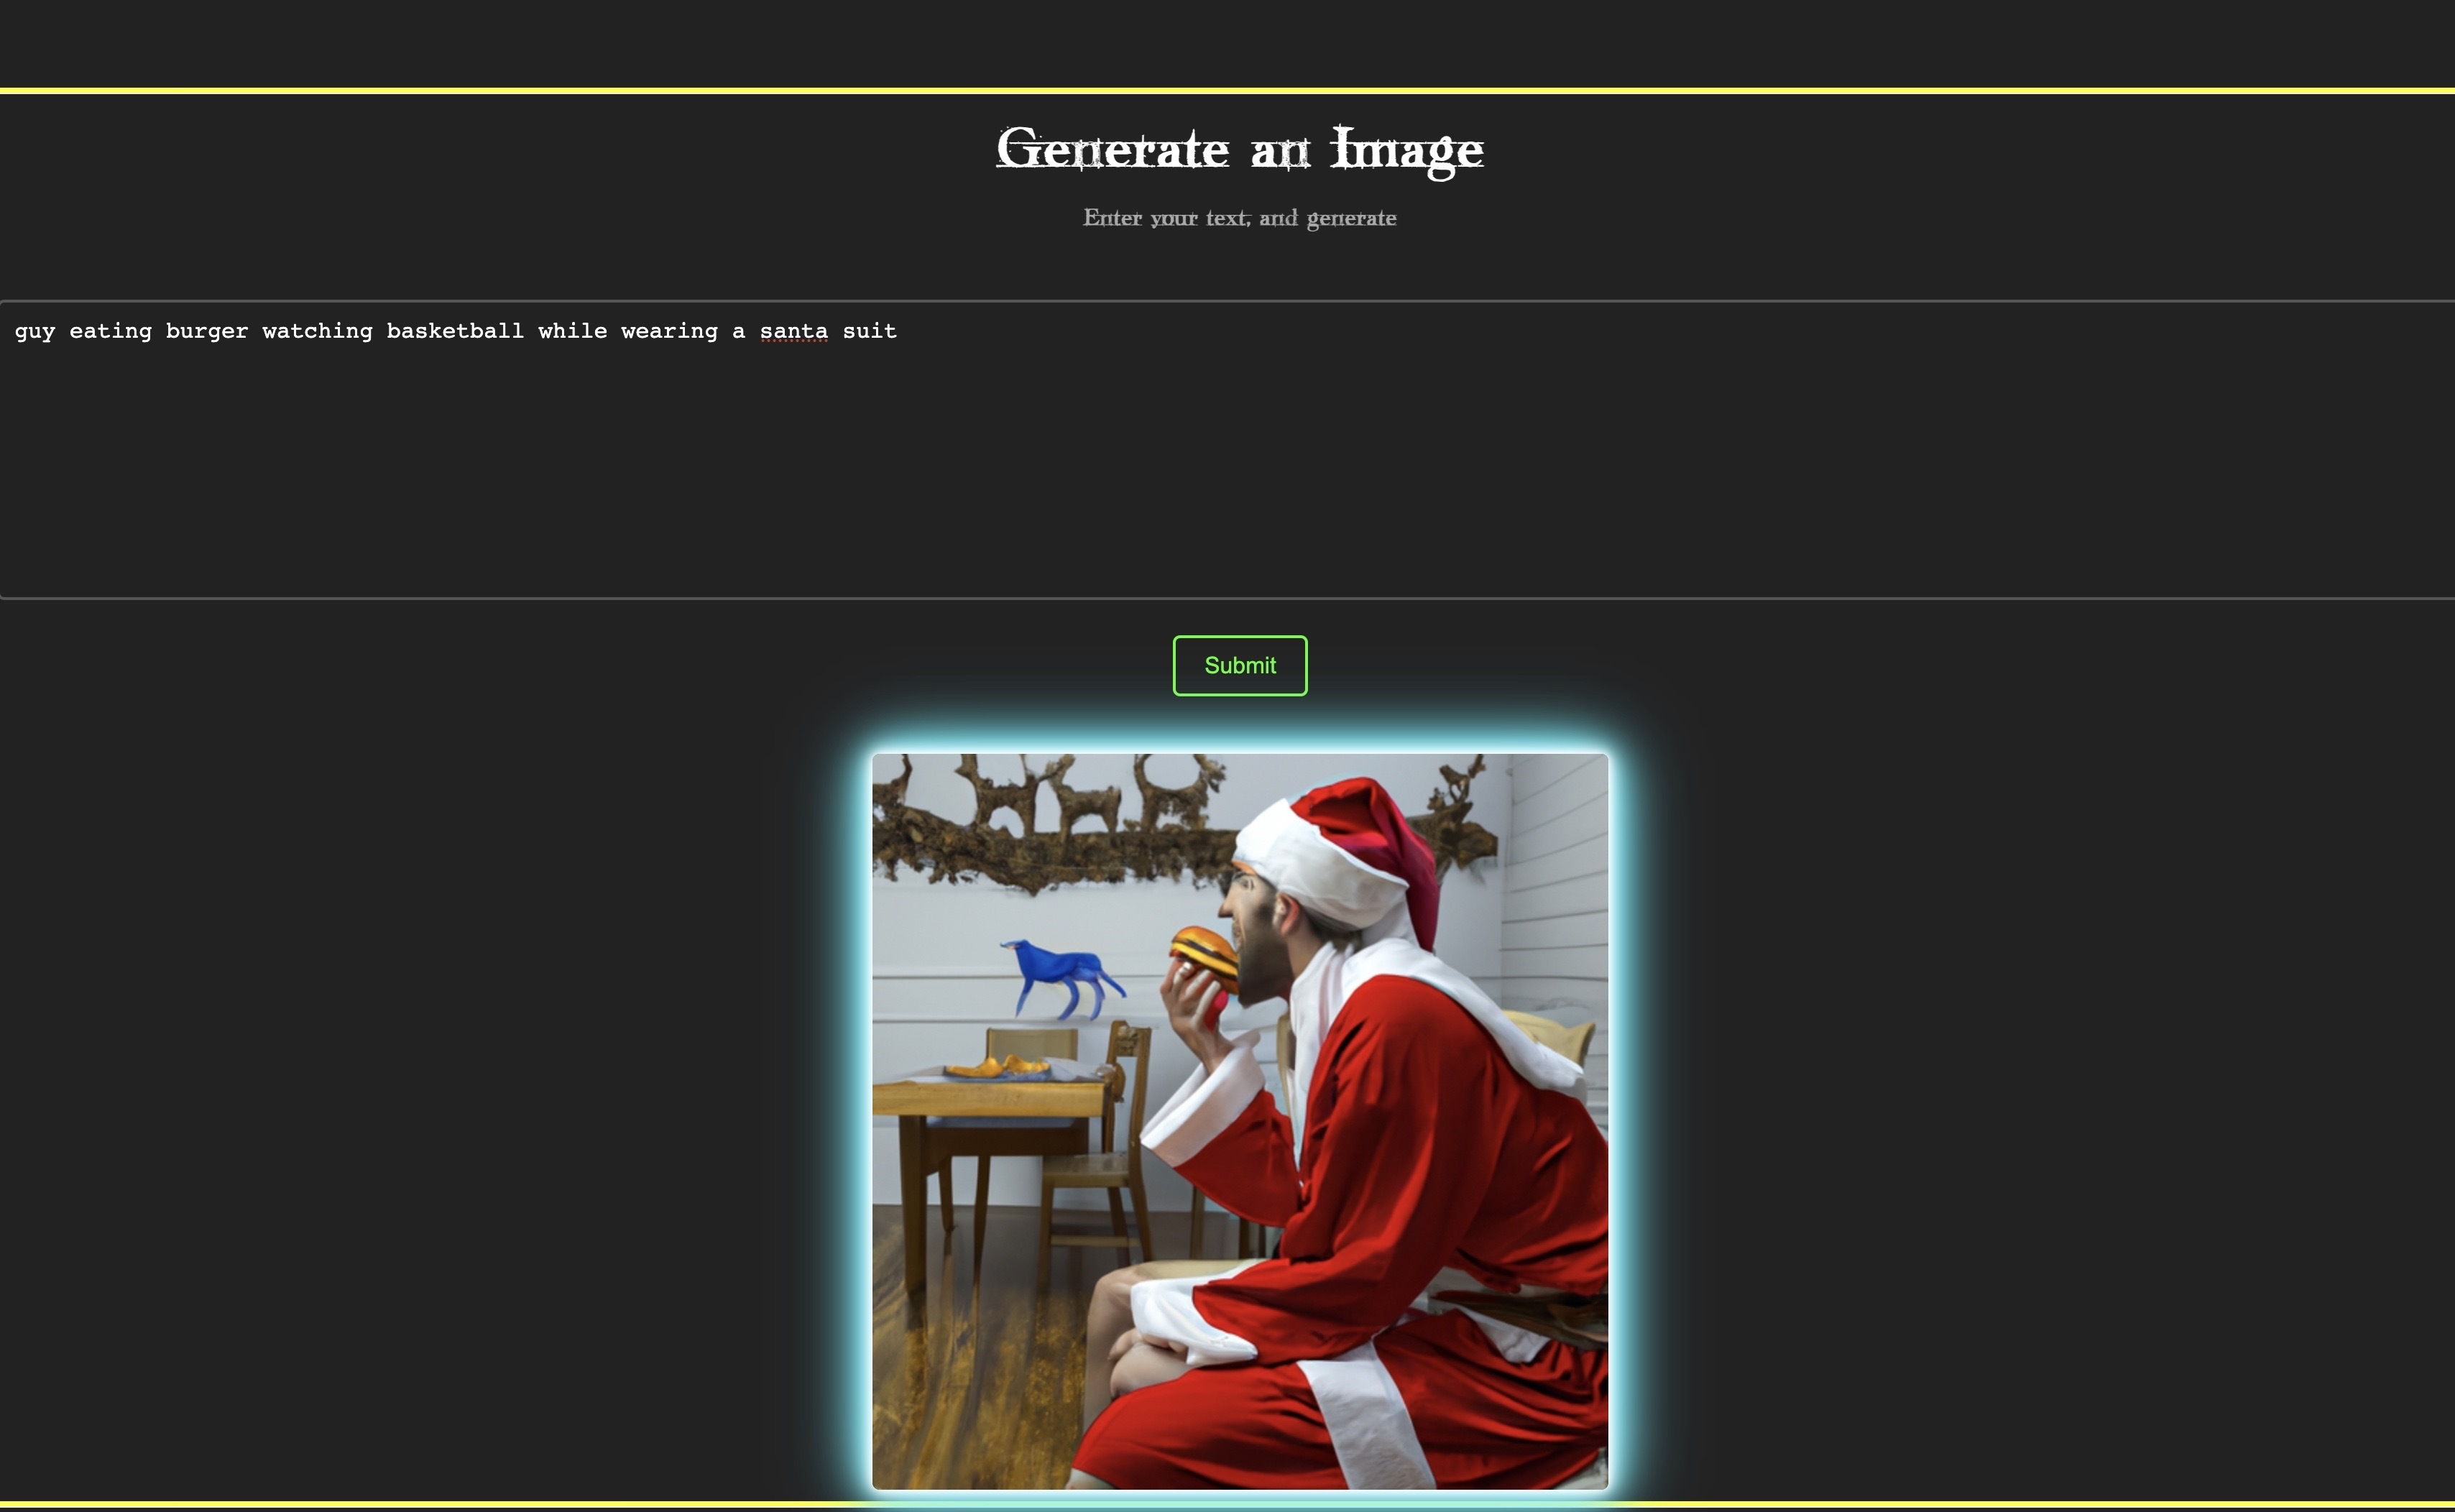 Generate an Image
Enter your text, and generate
guy eating burger watching basketball while wearing a santa suit
Submit